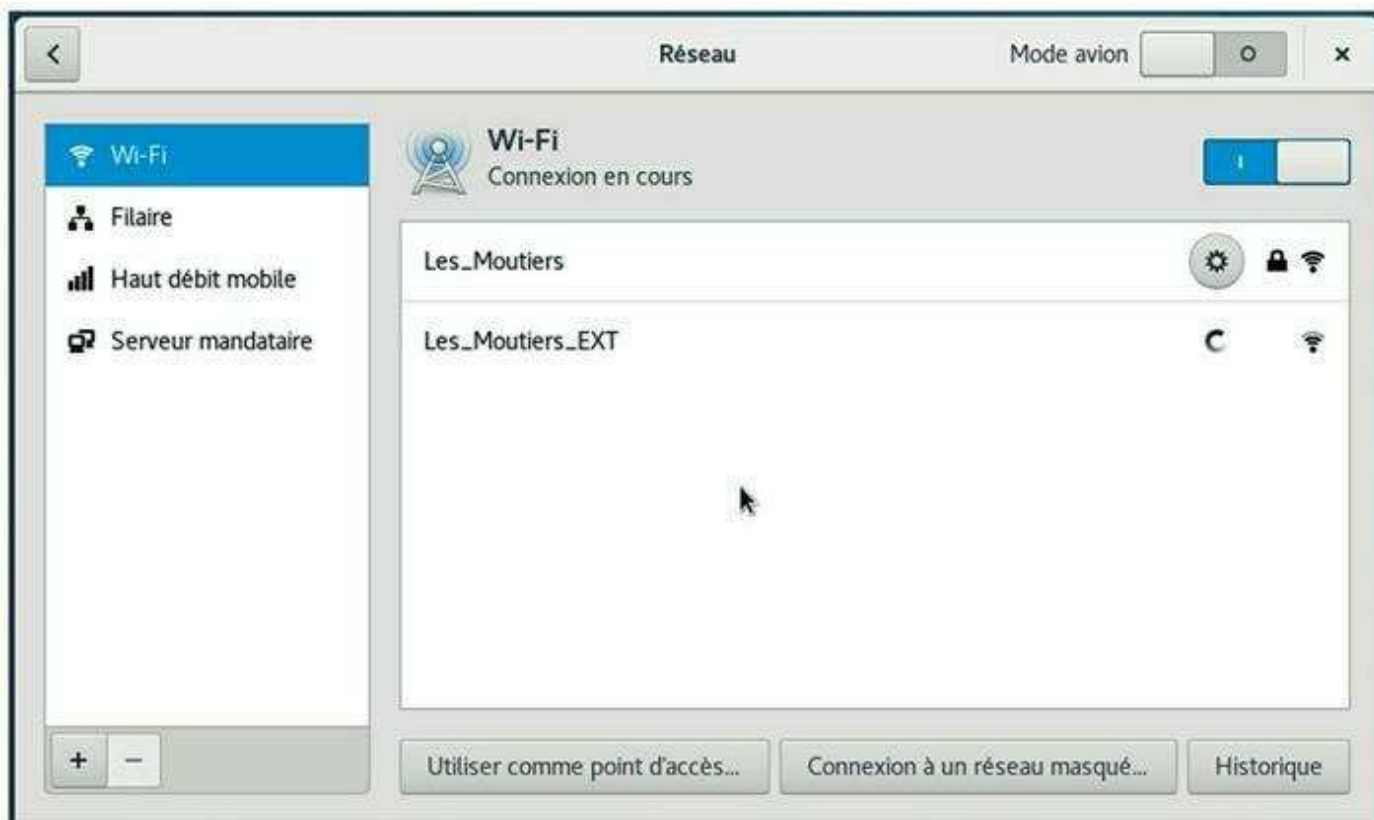 Réseau
Mode avion
Wi-Fi
Filaire
Haut débit mobile
Serveur mandataire
Wi-Fi
Connexion en cours
Les_Moutiers
Les_Moutiers_EXT
Utiliser comme point d'accès...
Connexion à un réseau masqué...
Historique